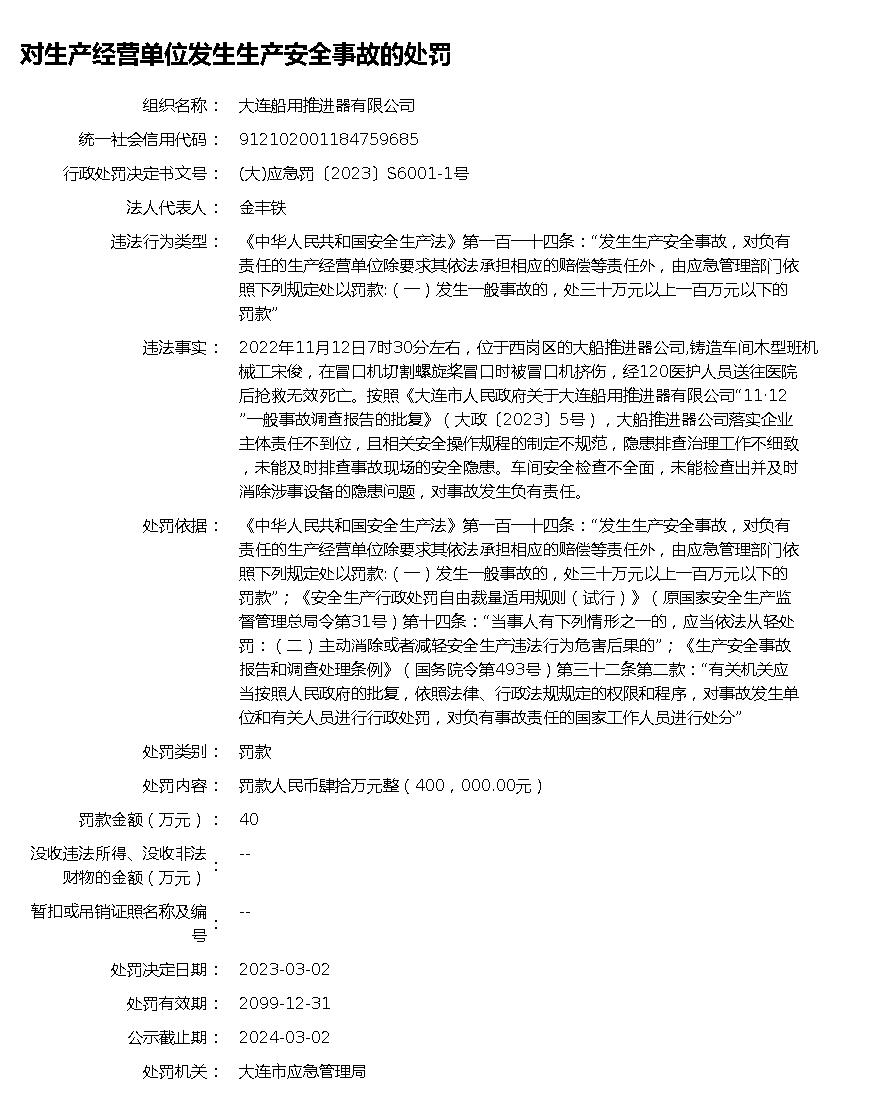 对生产经营单位发生生产安全事故的处罚
组织名称： 大连船用推进器有限公司
统一社会信用代码： 912102001184759685
行政处罚决定书文号： (大)应急罚〔2023〕S6001-1号
法人代表人： 金丰铁
违法行为类型： 《中华人民共和国安全生产法》第一百一十四条：“发生生产安全事故，对负有
责任的生产经营单位除要求其依法承担相应的赔偿等责任外，由应急管理部门依
照下列规定处以罚款:（一）发生一般事故的，处三十万元以上一百万元以下的
罚款”
违法事实： 2022年11月12日7时30分左右，位于西岗区的大船推进器公司,铸造车间木型班机
械工宋俊，在冒口机切割螺旋桨冒口时被冒口机挤伤，经120医护人员送往医院
后抢救无效死亡。按照《大连市人民政府关于大连船用推进器有限公司“11·12
”一般事故调查报告的批复》（大政〔2023〕5号），大船推进器公司落实企业
主体责任不到位，且相关安全操作规程的制定不规范，隐患排查治理工作不细致
，未能及时排查事故现场的安全隐患。车间安全检查不全面，未能检查出并及时
消除涉事设备的隐患问题，对事故发生负有责任。
处罚依据： 《中华人民共和国安全生产法》第一百一十四条：“发生生产安全事故，对负有
责任的生产经营单位除要求其依法承担相应的赔偿等责任外，由应急管理部门依
照下列规定处以罚款:（一）发生一般事故的，处三十万元以上一百万元以下的
罚款”；《安全生产行政处罚自由裁量适用规则（试行）》（原国家安全生产监
督管理总局令第31号）第十四条：“当事人有下列情形之一的，应当依法从轻处
罚：（二）主动消除或者减轻安全生产违法行为危害后果的”；《生产安全事故
报告和调查处理条例》（国务院令第493号）第三十二条第二款：“有关机关应
当按照人民政府的批复，依照法律、行政法规规定的权限和程序，对事故发生单
位和有关人员进行行政处罚，对负有事故责任的国家工作人员进行处分”
处罚类别： 罚款
处罚内容： 罚款人民币肆拾万元整（400，000.00元）
罚款金额（万元）： 40
没收违法所得、没收非法
财物的金额（万元）： --
暂扣或吊销证照名称及编
号： --
处罚决定日期： 2023-03-02
处罚有效期： 2099-12-31
公示截止期： 2024-03-02
处罚机关： 大连市应急管理局